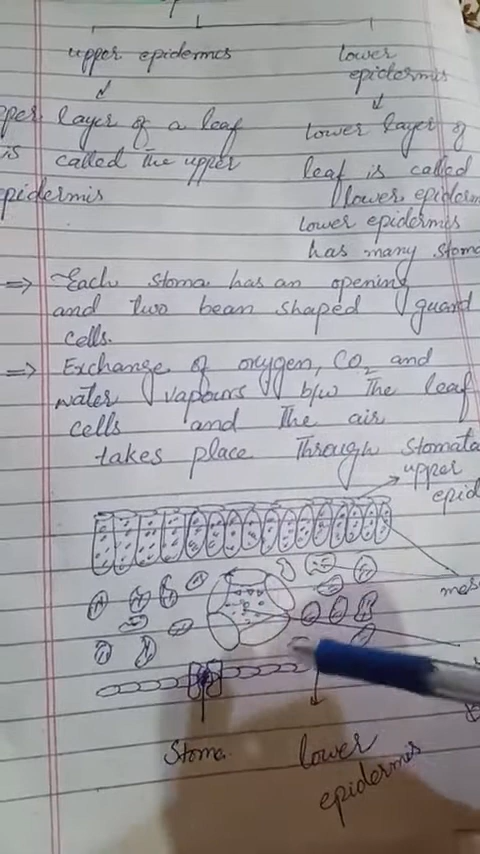 upper epidermis
lower
epidermis
per layer of a leaf
is called the upper
epidermis
lower layer of
leaf is called
lower epiderm
lower epidermis
has many stoma
=> Each stoma has an opening
and two bean shaped guard
cells.
=> Exchange of oxygen, CO2 and
water vapours b/w the leaf
cells and the air
takes place through stomata
upper
epid
mes
Stoma
lower
epidermis